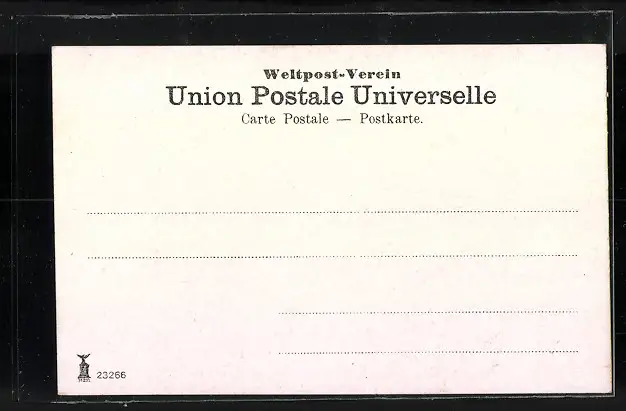 Weltpost-Verein
Union Postale Universelle
Carte Postale — Postkarte.
23266